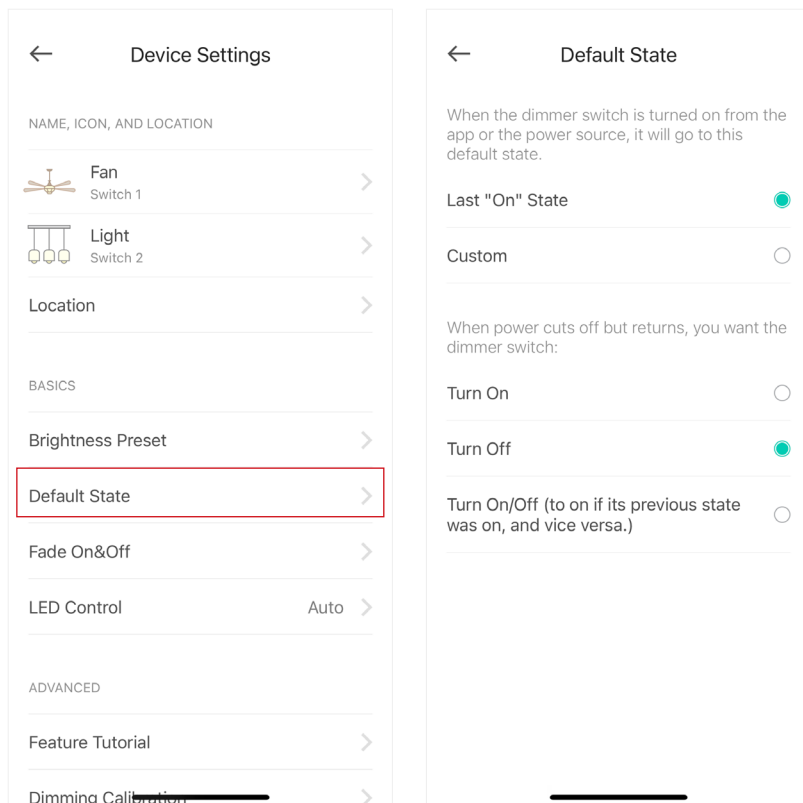 Device Settings
NAME, ICON, AND LOCATION
Fan
Switch 1
Light
Switch 2
Location
BASICS
Brightness Preset
Default State
Fade On&Off
LED Control Auto
ADVANCED
Feature Tutorial
Dimming Calibration
Default State
When the dimmer switch is turned on from the
app or the power source, it will go to this
default state.
Last "On" State
Custom
When power cuts off but returns, you want the
dimmer switch:
Turn On
Turn Off
Turn On/Off (to on if its previous state
was on, and vice versa.)